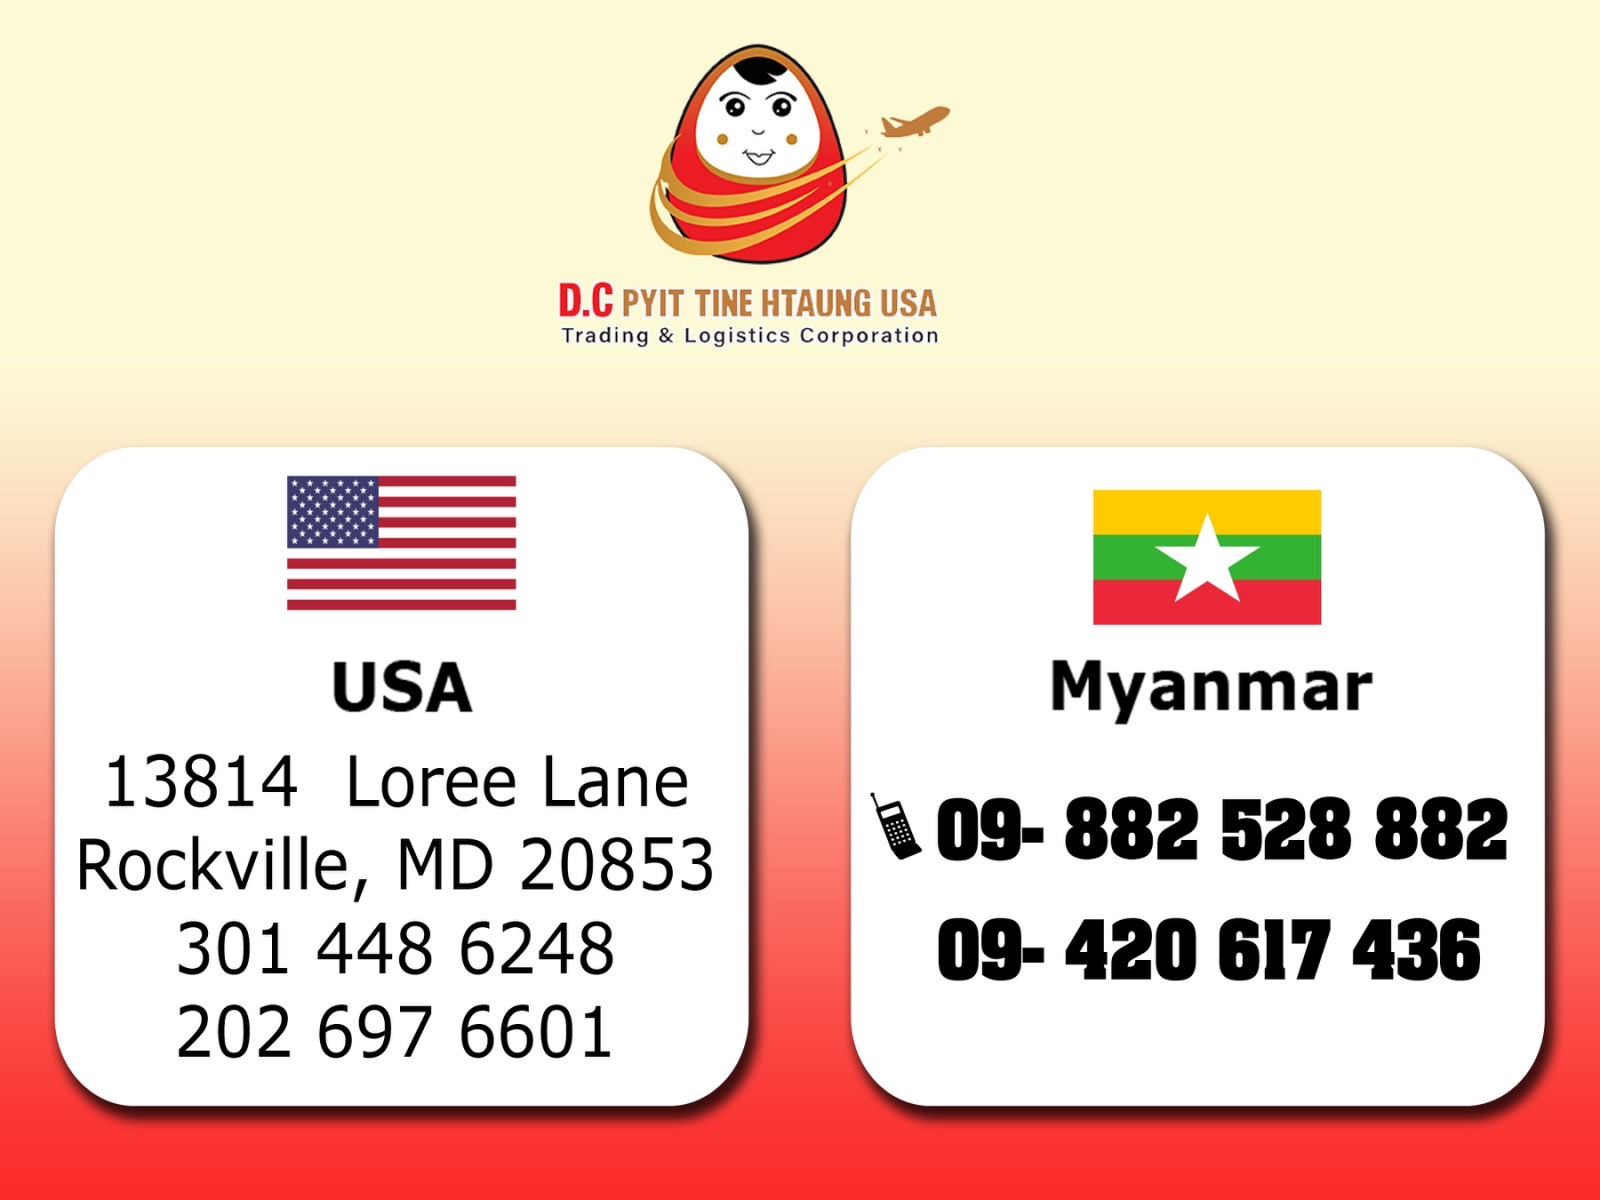 D.C PYIT TINE HTAUNG USA
Trading & Logistics Corporation
USA
13814 Loree Lane
Rockville, MD 20853
301 448 6248
202 697 6601
Myanmar
09- 882 528 882
09- 420 617 436